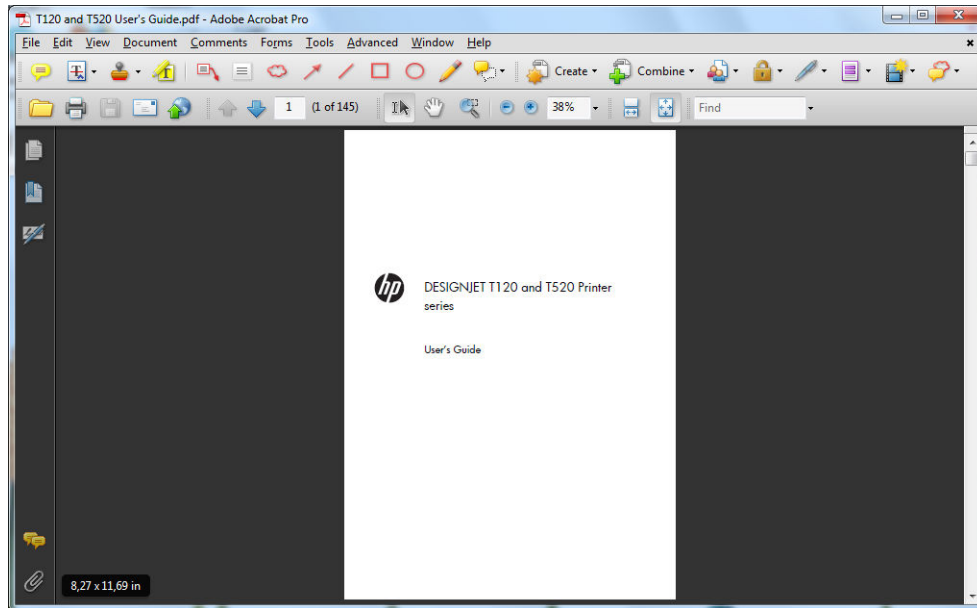 T120 and T520 User's Guide.pdf - Adobe Acrobat Pro
File Edit View Document Comments Forms Tools Advanced Window Help
Create Combine
1 (1 of 145) 38% Find
hp
DESIGNJET T120 and T520 Printer
series
User's Guide
8,27 x 11,69 in